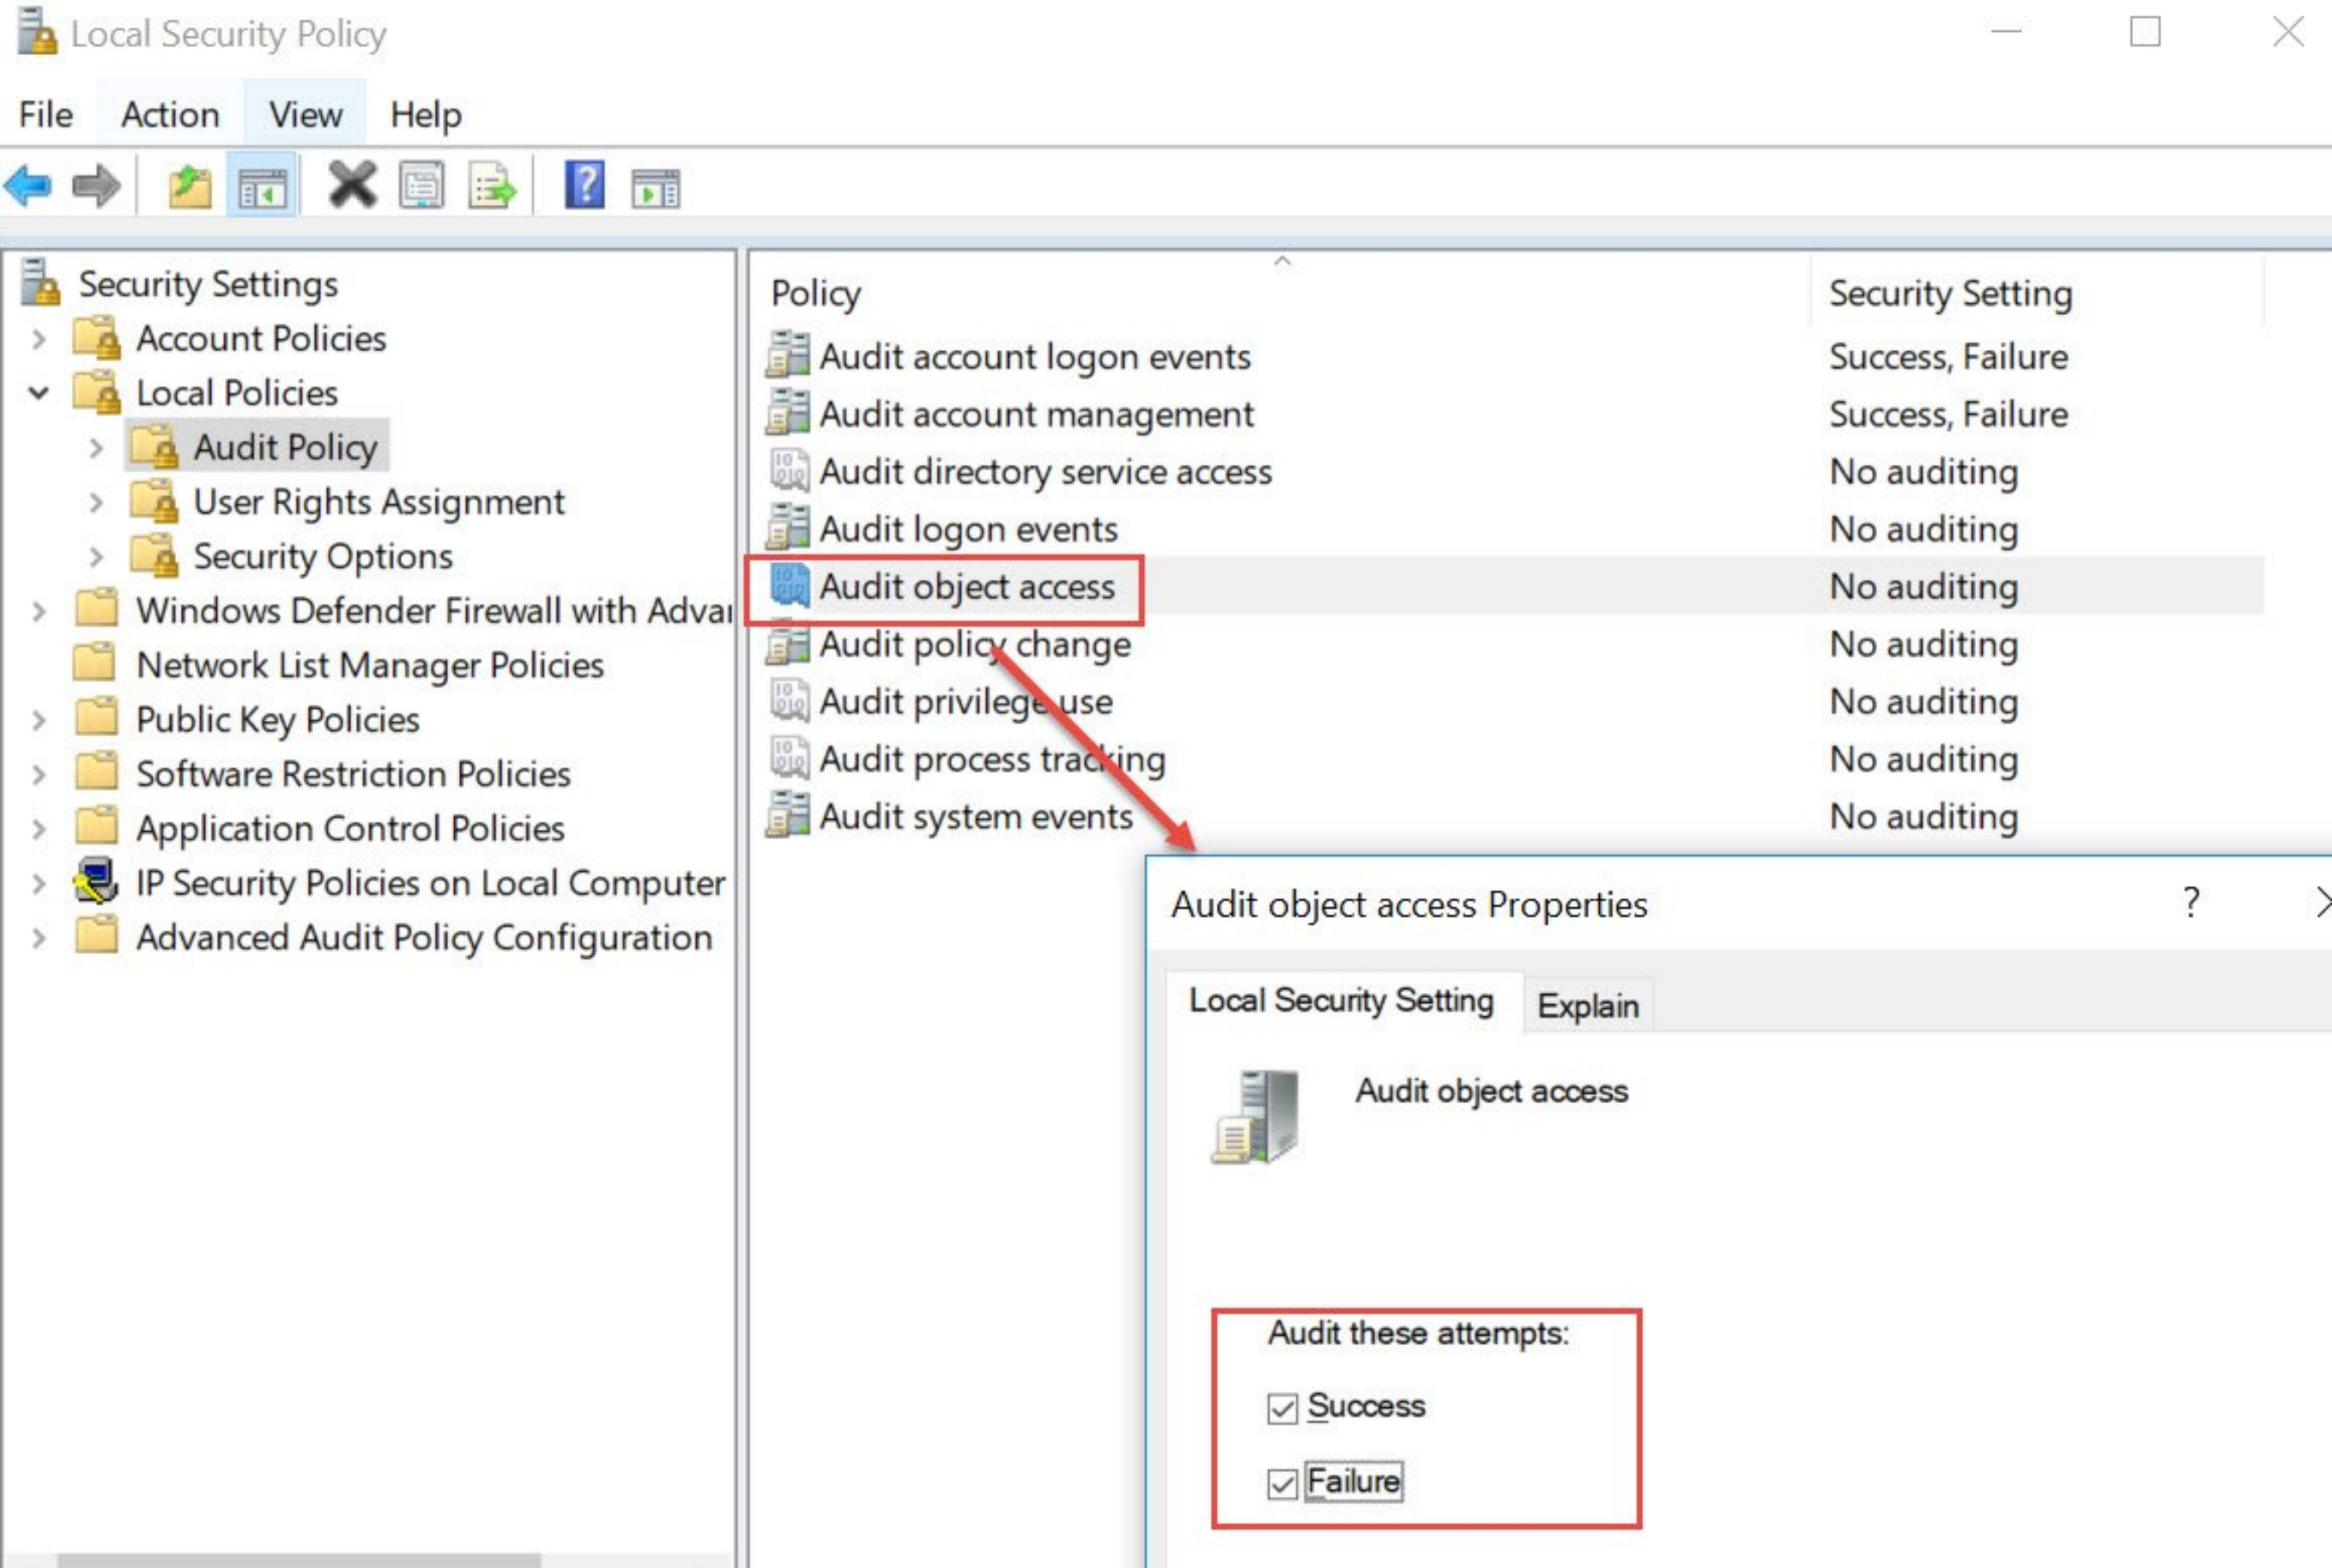 Local Security Policy
File Action View Help
Security Settings
Account Policies
Local Policies
Audit Policy
User Rights Assignment
Security Options
Windows Defender Firewall with Advan
Network List Manager Policies
Public Key Policies
Software Restriction Policies
Application Control Policies
IP Security Policies on Local Computer
Advanced Audit Policy Configuration
Policy Security Setting
Audit account logon events Success, Failure
Audit account management Success, Failure
Audit directory service access No auditing
Audit logon events No auditing
Audit object access No auditing
Audit policy change No auditing
Audit privilege use No auditing
Audit process tracking No auditing
Audit system events No auditing
Audit object access Properties ?
Local Security Setting Explain
Audit object access
Audit these attempts:
Success
Failure